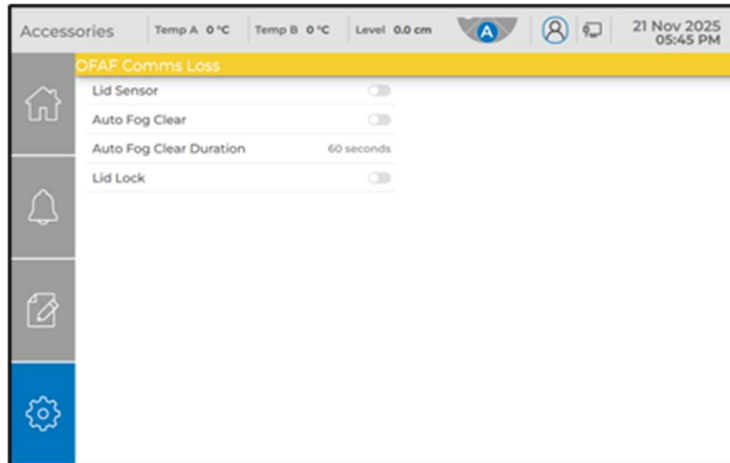 Accessories
Temp A 0 °C
Temp B 0 °C
Level 0.0 cm
A
21 Nov 2025
05:45 PM
OFAF Comms Loss
Lid Sensor
Auto Fog Clear
Auto Fog Clear Duration 60 seconds
Lid Lock